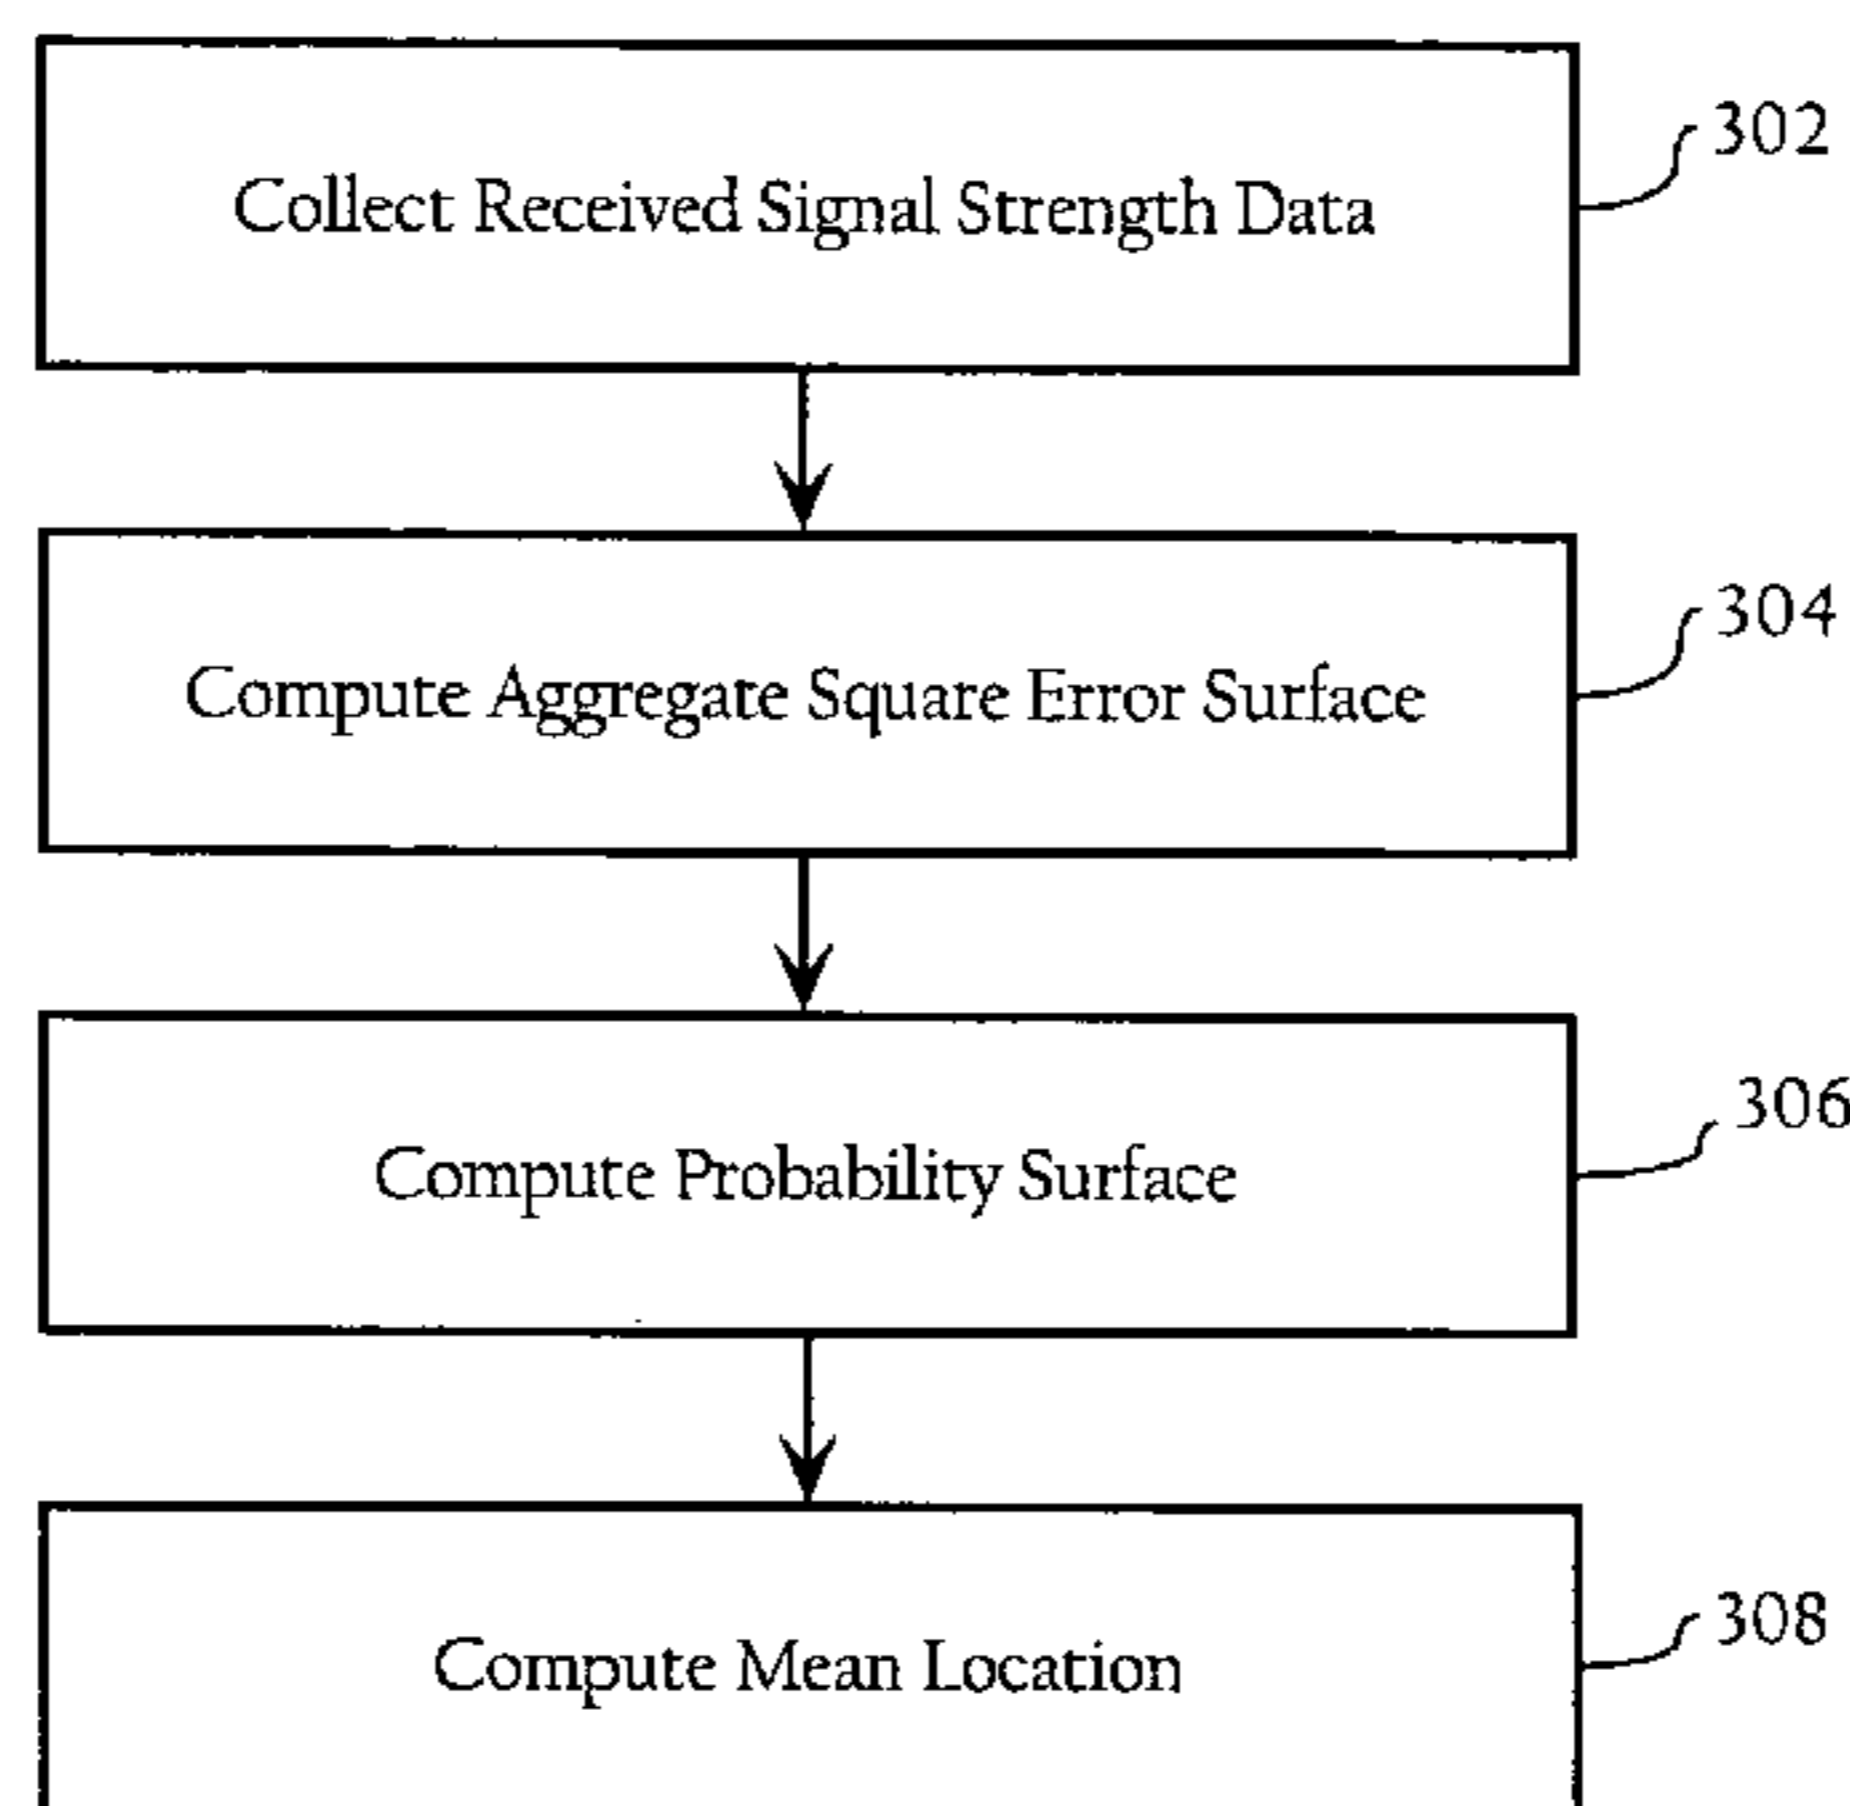 Collect Received Signal Strength Data
302
Compute Aggregate Square Error Surface
304
Compute Probability Surface
306
Compute Mean Location
308